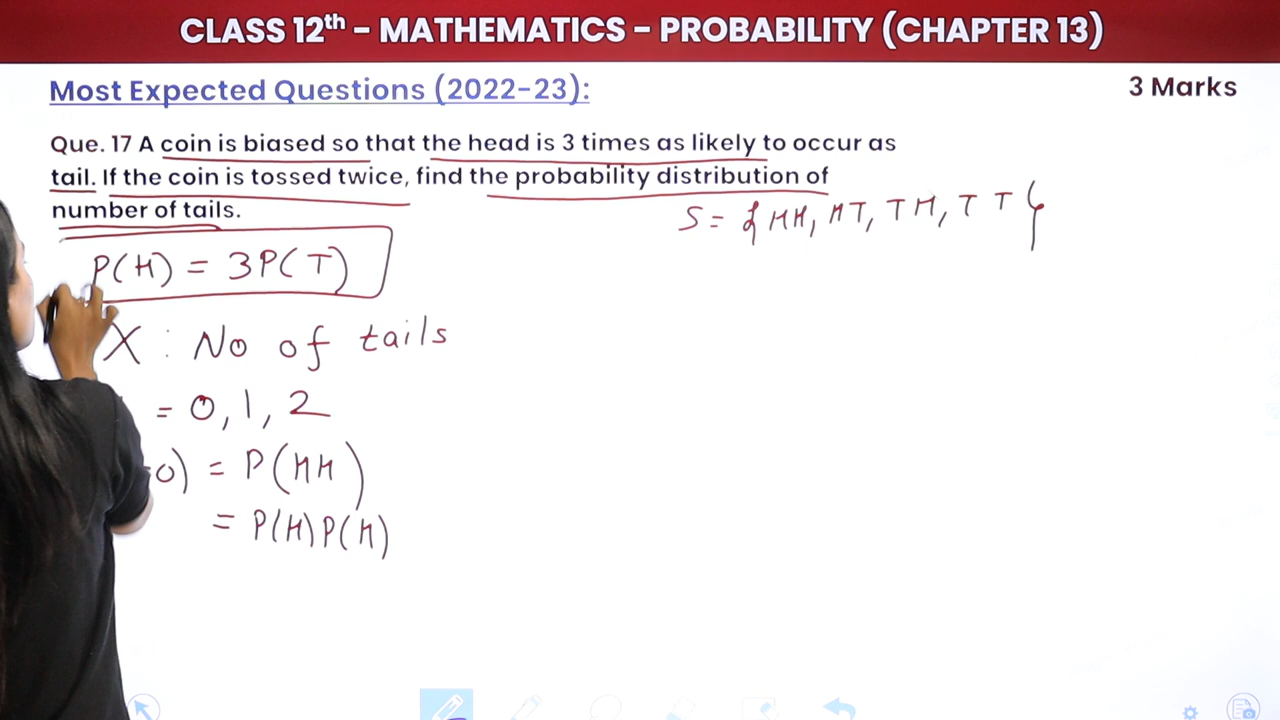 CLASS 12th - MATHEMATICS - PROBABILITY (CHAPTER 13)
Most Expected Questions (2022-23):
3 Marks
Que. 17 A coin is biased so that the head is 3 times as likely to occur as
tail. If the coin is tossed twice, find the probability distribution of
number of tails.
S = {HH, HT, TH, TT}
P(H) = 3P(T)
X : No of tails
= 0, 1, 2
0) = P(HH)
= P(H)P(H)